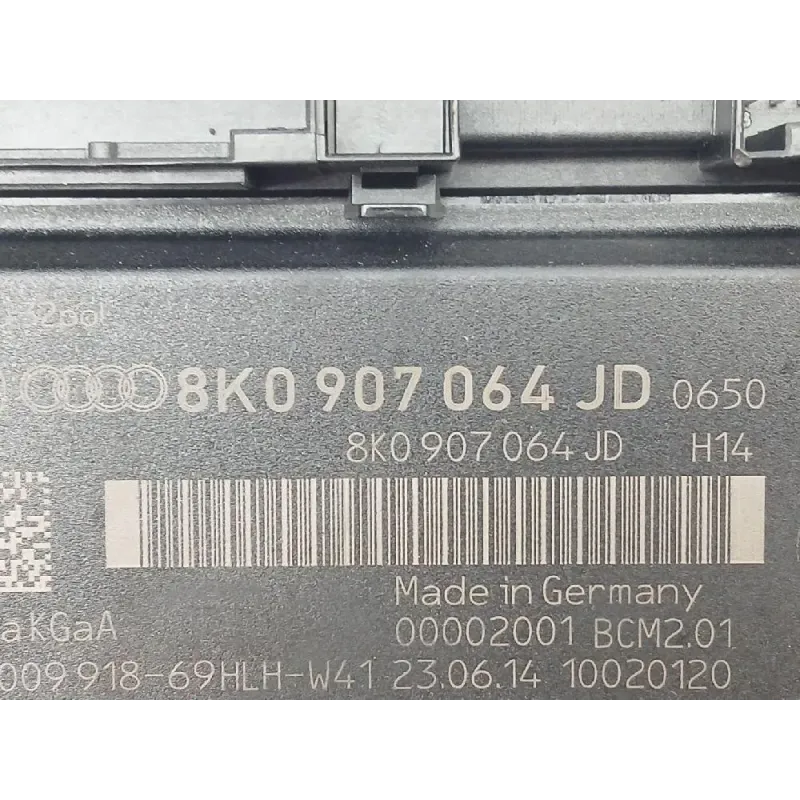 32pol
8K0 907 064 JD 0650
8K0 907 064 JD H14
Made in Germany
aKGaA 00002001 BCM2.01
009 918-69HLH-W41 23.06.14 10020120